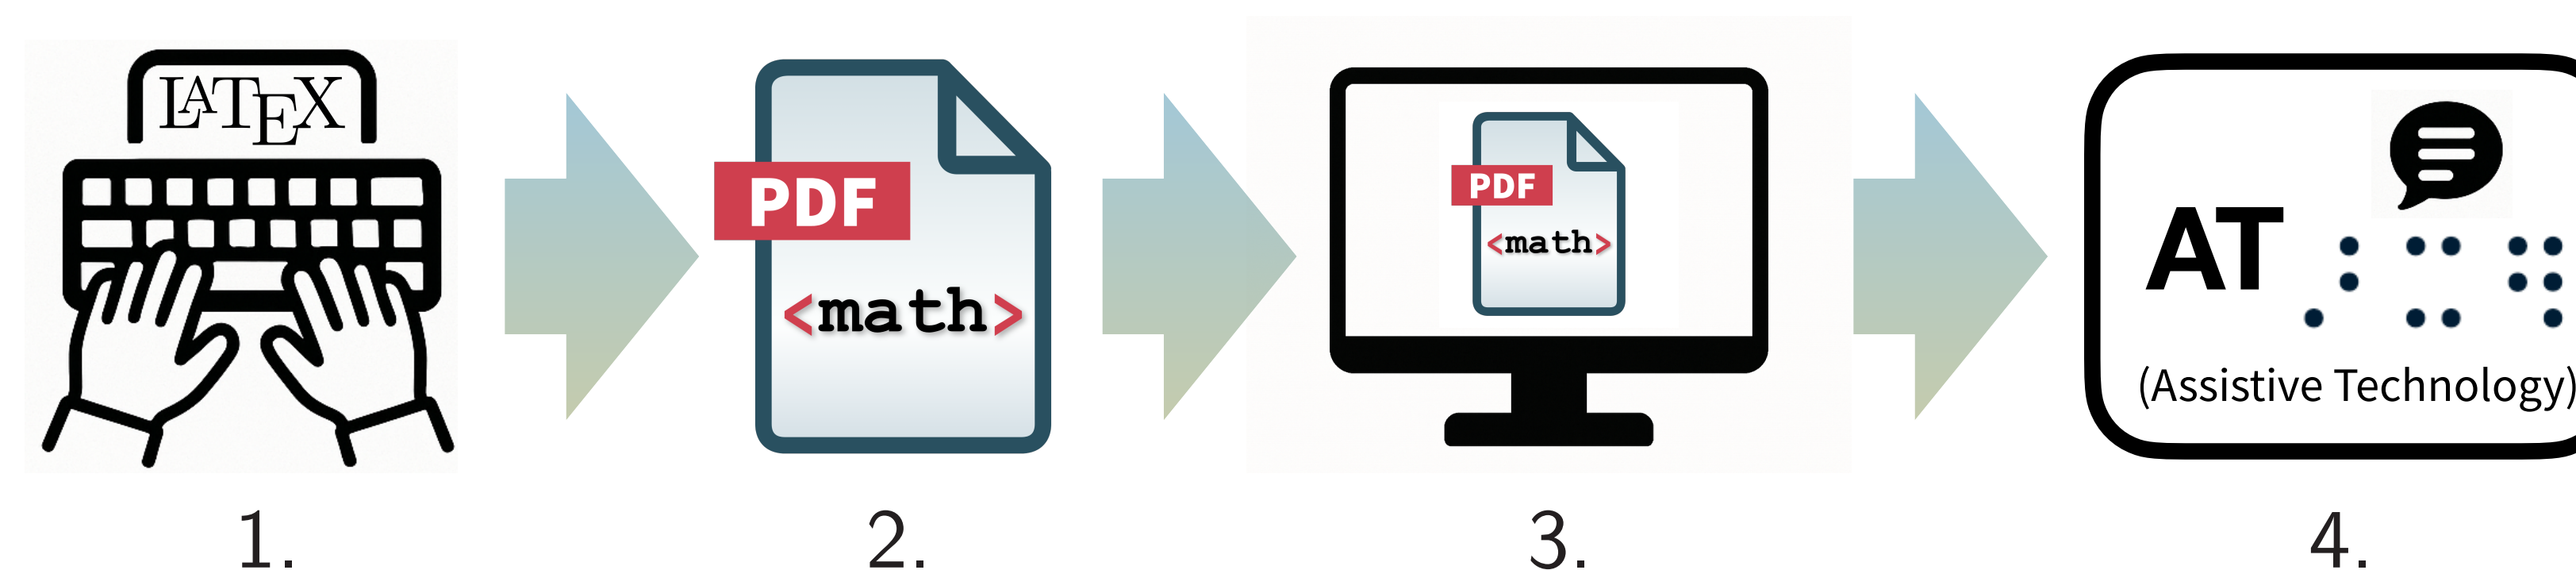 LATEX
PDF
<math>
PDF
<math>
AT
(Assistive Technology)
1.
2.
3.
4.